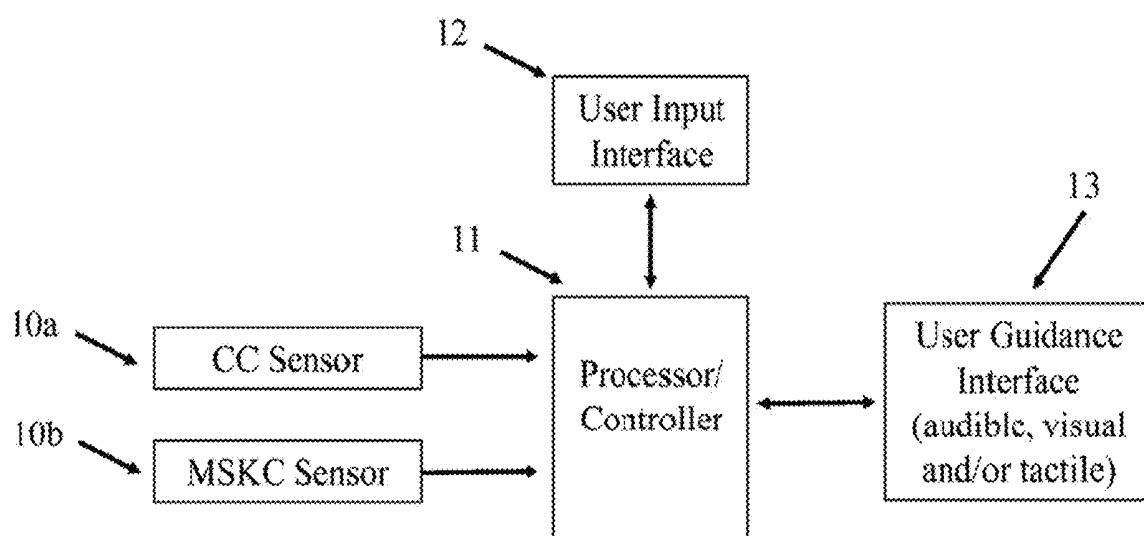 12
User Input
Interface
13
11
10a
CC Sensor
Processor/
Controller
User Guidance
Interface
(audible, visual
and/or tactile)
10b
MSKC Sensor